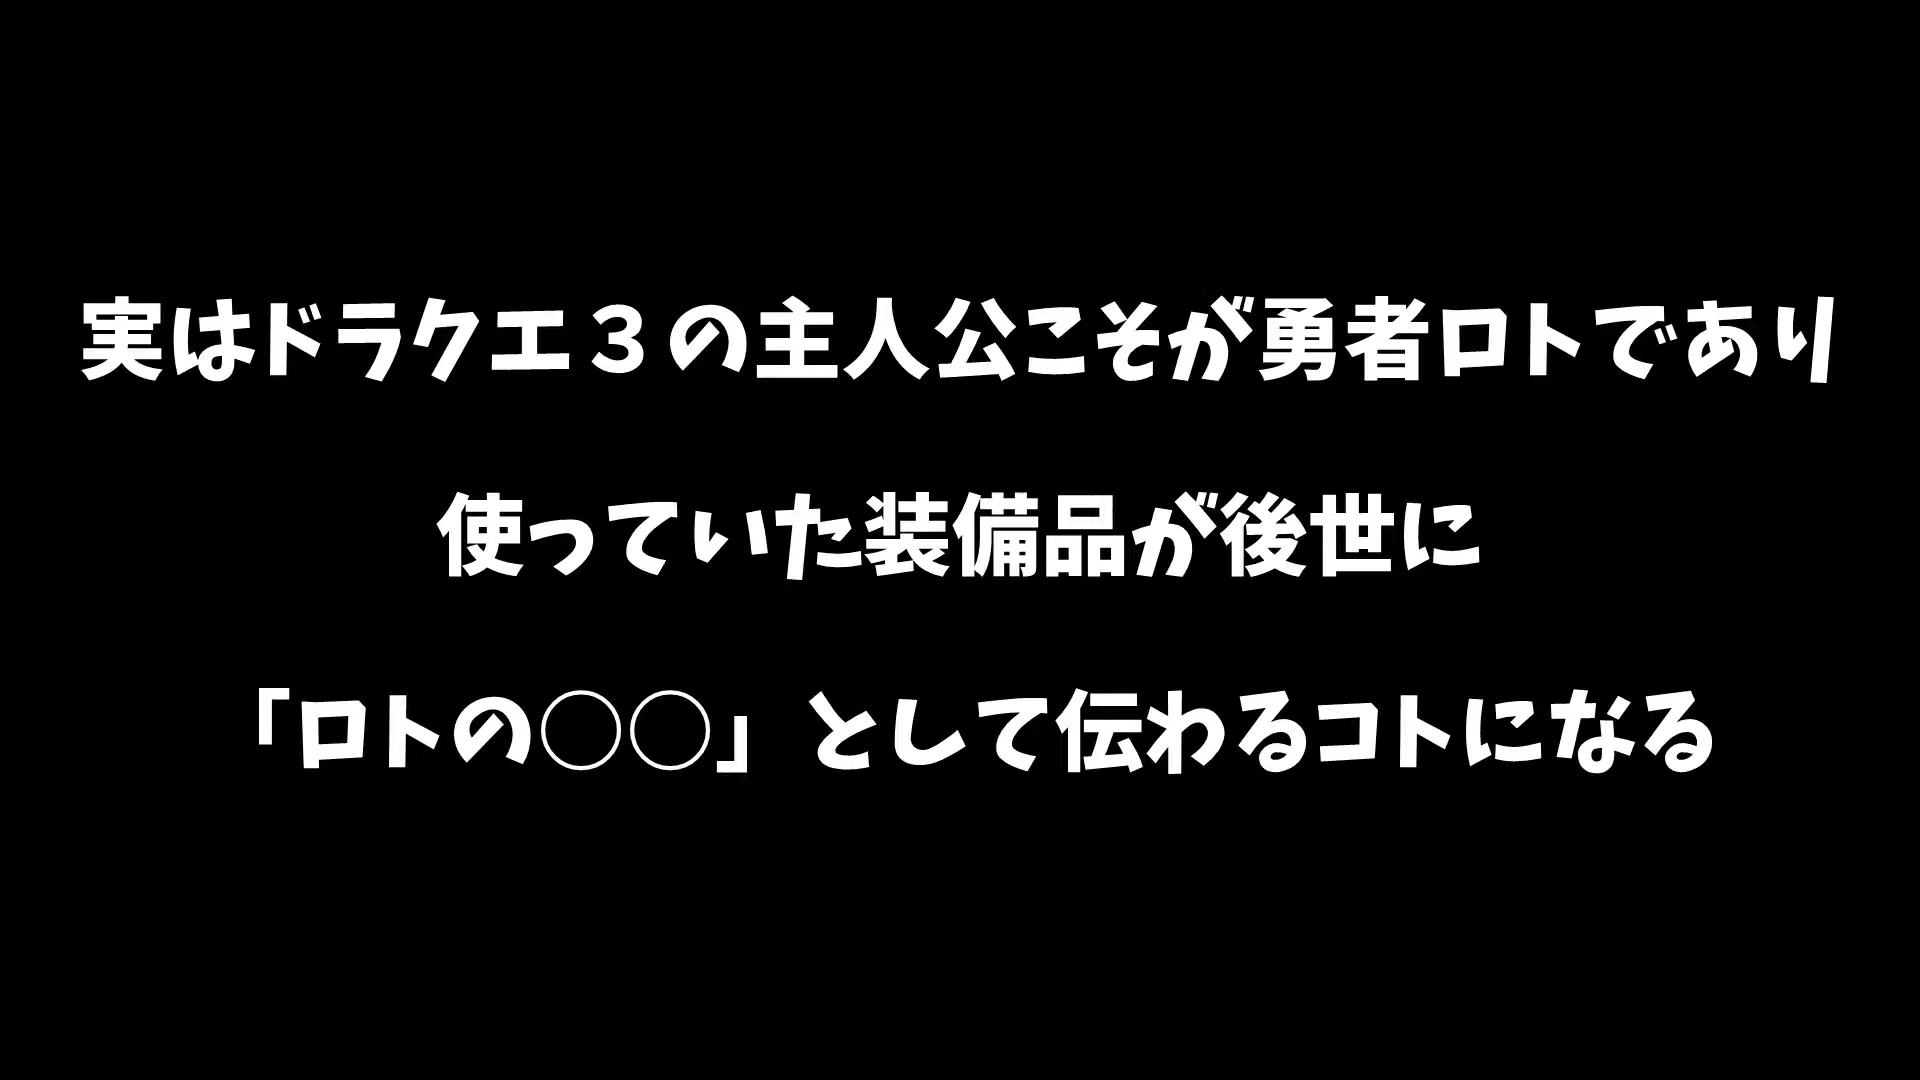 実はドラクエ３の主人公こそが勇者ロトであり
使っていた装備品が後世に
「ロトの◯◯」として伝わるコトになる